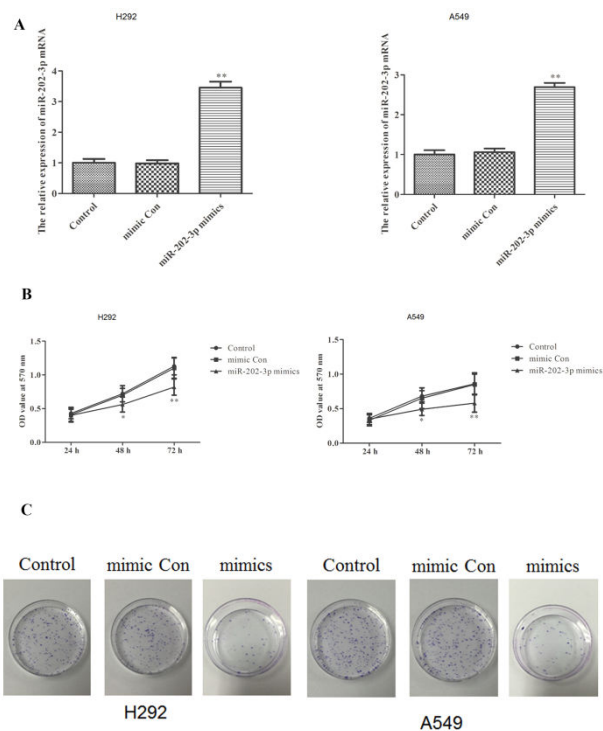 A
H292
A549
The relative expression of miR-202-3p mRNA
4
3
2
1
0
Control
mimic Con
miR-202-3p mimics
**
The relative expression of miR-202-3p mRNA
3
2
1
0
Control
mimic Con
miR-202-3p mimics
**
B
H292
A549
OD value at 570 nm
1.5
1.0
0.5
0.0
24 h
48 h
72 h
*
**
Control
mimic Con
miR-202-3p mimics
OD value at 570 nm
1.5
1.0
0.5
0.0
24 h
48 h
72 h
*
**
Control
mimic Con
miR-202-3p mimics
C
Control mimic Con mimics Control mimic Con mimics
H292
A549